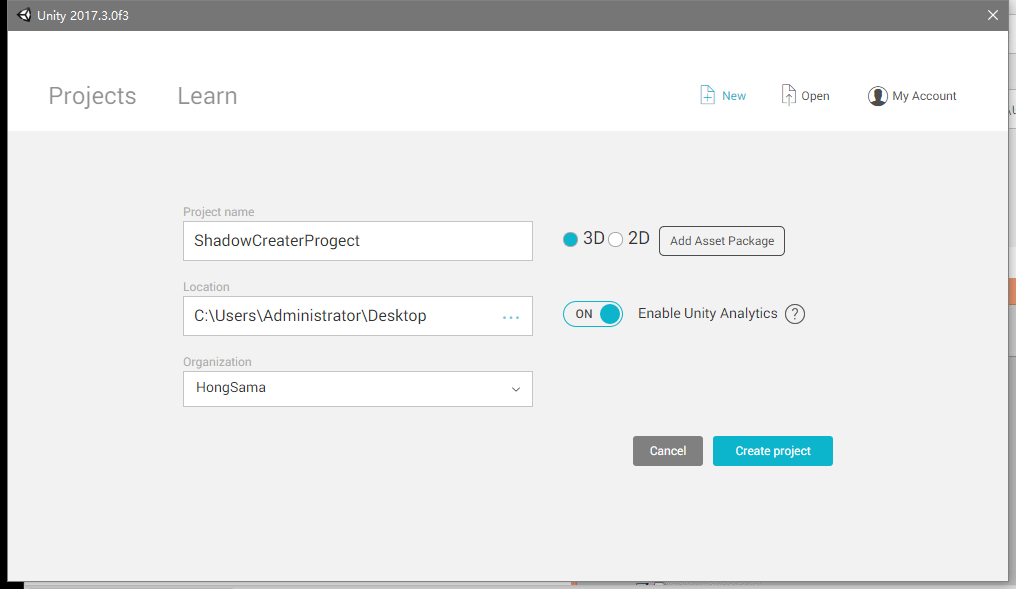 Unity 2017.3.0f3
Projects Learn New Open My Account
Project name
ShadowCreaterProgect
3D 2D Add Asset Package
Location
C:\Users\Administrator\Desktop ...
ON Enable Unity Analytics ?
Organization
HongSama
Cancel Create project